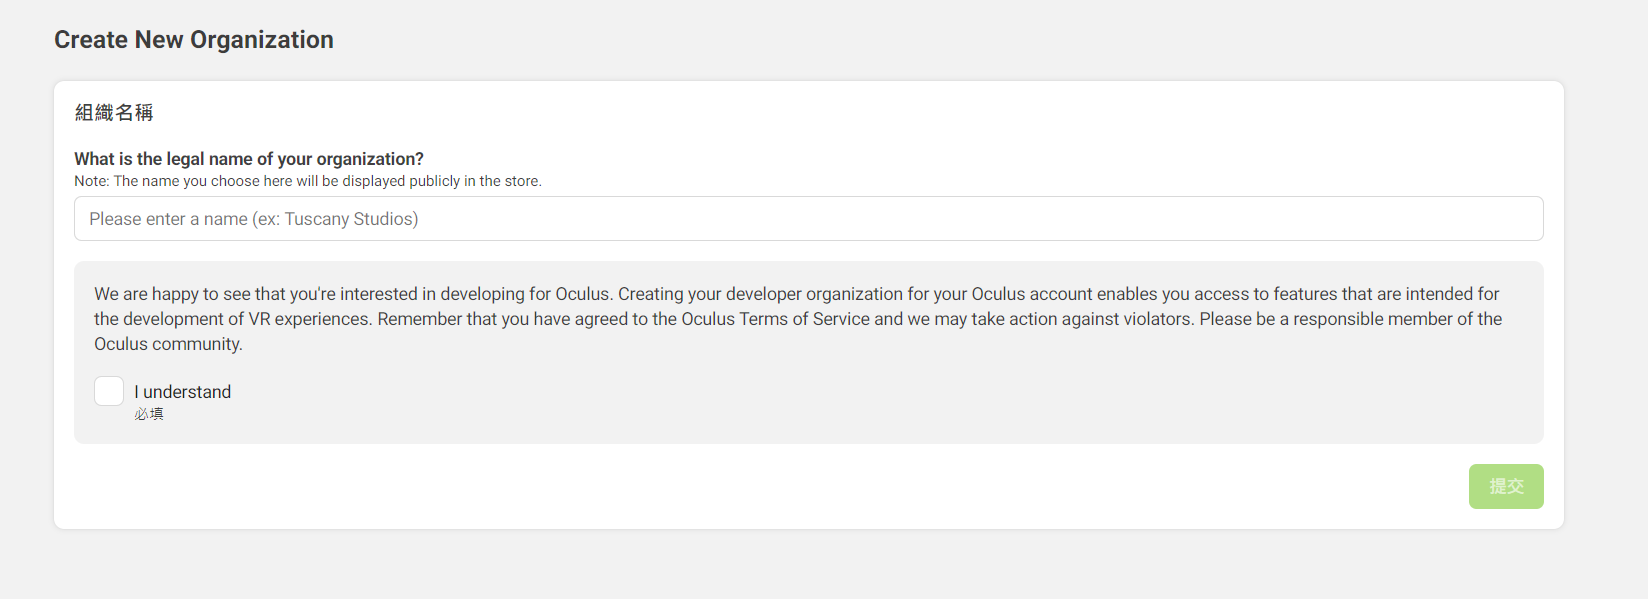 Create New Organization
組織名稱
What is the legal name of your organization?
Note: The name you choose here will be displayed publicly in the store.
Please enter a name (ex: Tuscany Studios)
We are happy to see that you're interested in developing for Oculus. Creating your developer organization for your Oculus account enables you access to features that are intended for
the development of VR experiences. Remember that you have agreed to the Oculus Terms of Service and we may take action against violators. Please be a responsible member of the
Oculus community.
I understand
必填
提交